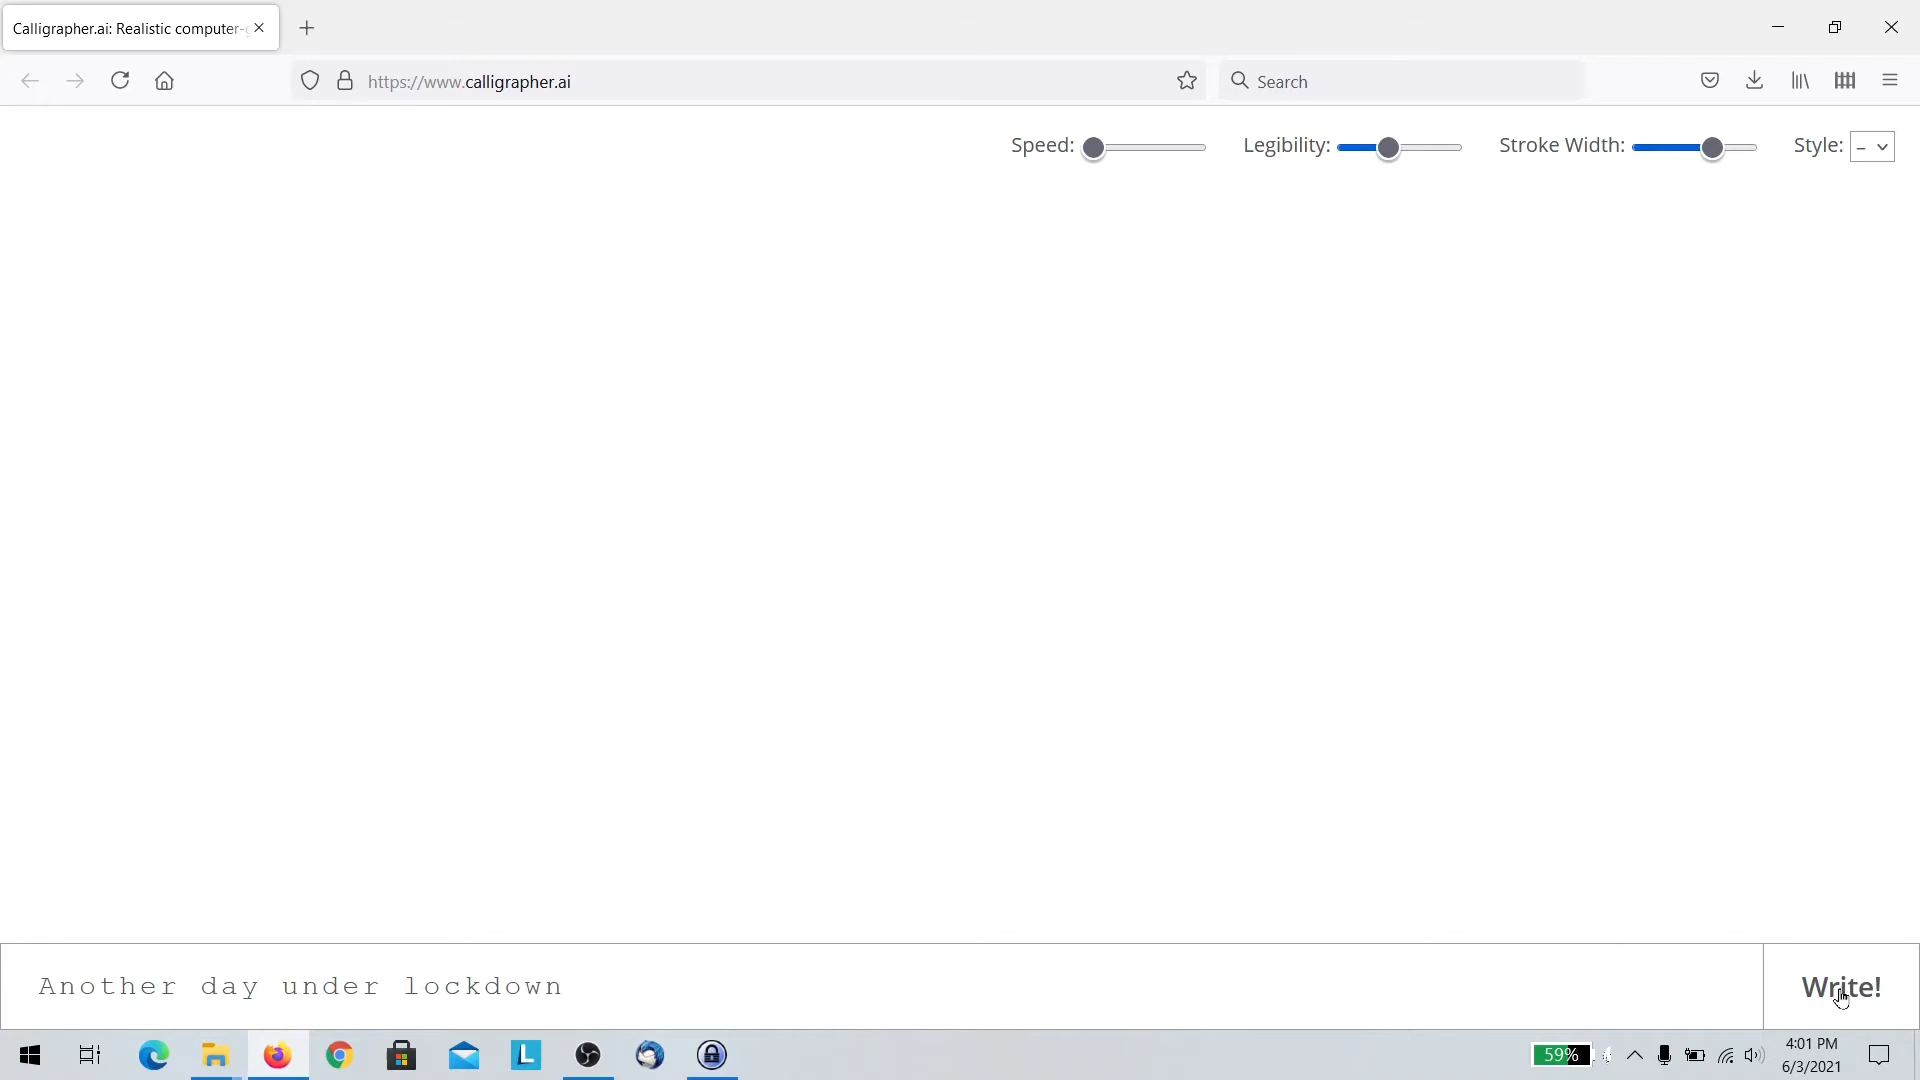 Calligrapher.ai: Realistic computer-g
https://www.calligrapher.ai
Search
Speed:
Legibility:
Stroke Width:
Style:
–
Another day under lockdown
Write!
L
59%
4:01 PM
6/3/2021